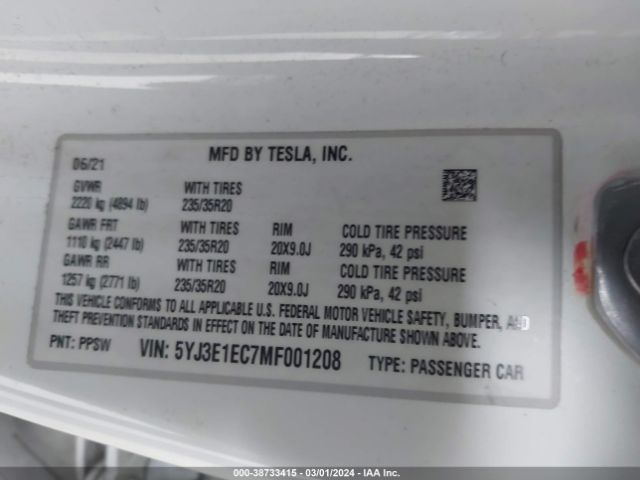 MFD BY TESLA, INC.
06/21
GVWR WITH TIRES
2220 kg (4894 lb) 235/35R20
GAWR FRT WITH TIRES RIM COLD TIRE PRESSURE
1110 kg (2447 lb) 235/35R20 20X9.0J 290 kPa, 42 psi
GAWR RR WITH TIRES RIM COLD TIRE PRESSURE
1257 kg (2771 lb) 235/35R20 20X9.0J 290 kPa, 42 psi
THIS VEHICLE CONFORMS TO ALL APPLICABLE U.S. FEDERAL MOTOR VEHICLE SAFETY, BUMPER, AND
THEFT PREVENTION STANDARDS IN EFFECT ON THE DATE OF MANUFACTURE SHOWN ABOVE.
PNT: PPSW VIN: 5YJ3E1EC7MF001208 TYPE: PASSENGER CAR
000-38733415 - 03/01/2024 - IAA Inc.